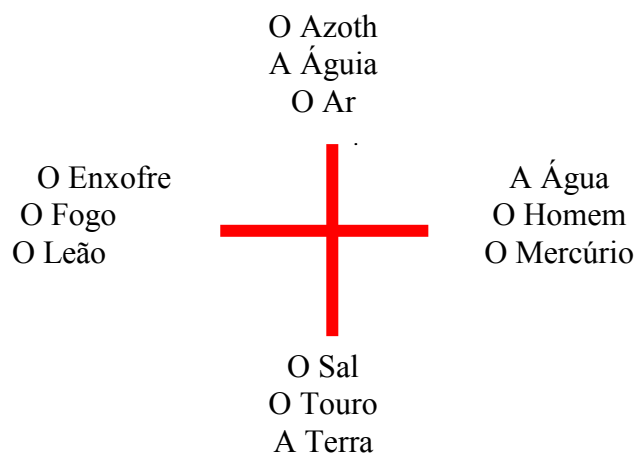 O Azoth
A Águia
O Ar
O Enxofre
O Fogo
O Leão
A Água
O Homem
O Mercúrio
O Sal
O Touro
A Terra